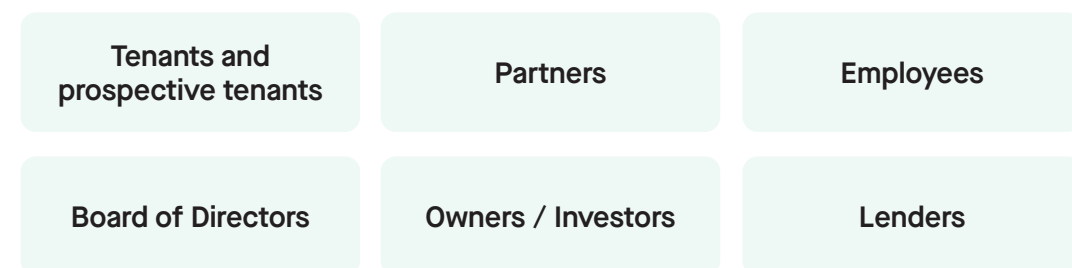 Tenants and
prospective tenants
Partners
Employees
Board of Directors
Owners / Investors
Lenders